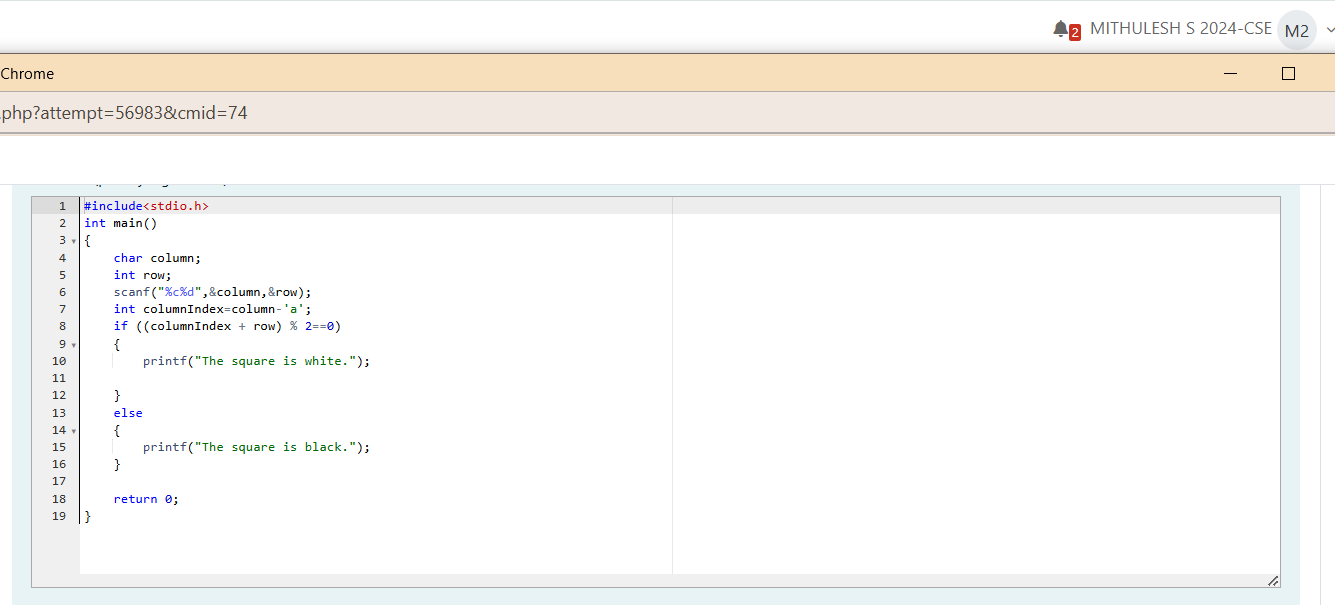 2 MITHULESH S 2024-CSE M2
Chrome
.php?attempt=56983&cmid=74
1 #include<stdio.h>
2 int main()
3 {
4     char column;
5     int row;
6     scanf("%c%d",&column,&row);
7     int columnIndex=column-'a';
8     if ((columnIndex + row) % 2==0)
9     {
10         printf("The square is white.");
11
12     }
13     else
14     {
15         printf("The square is black.");
16     }
17
18     return 0;
19 }